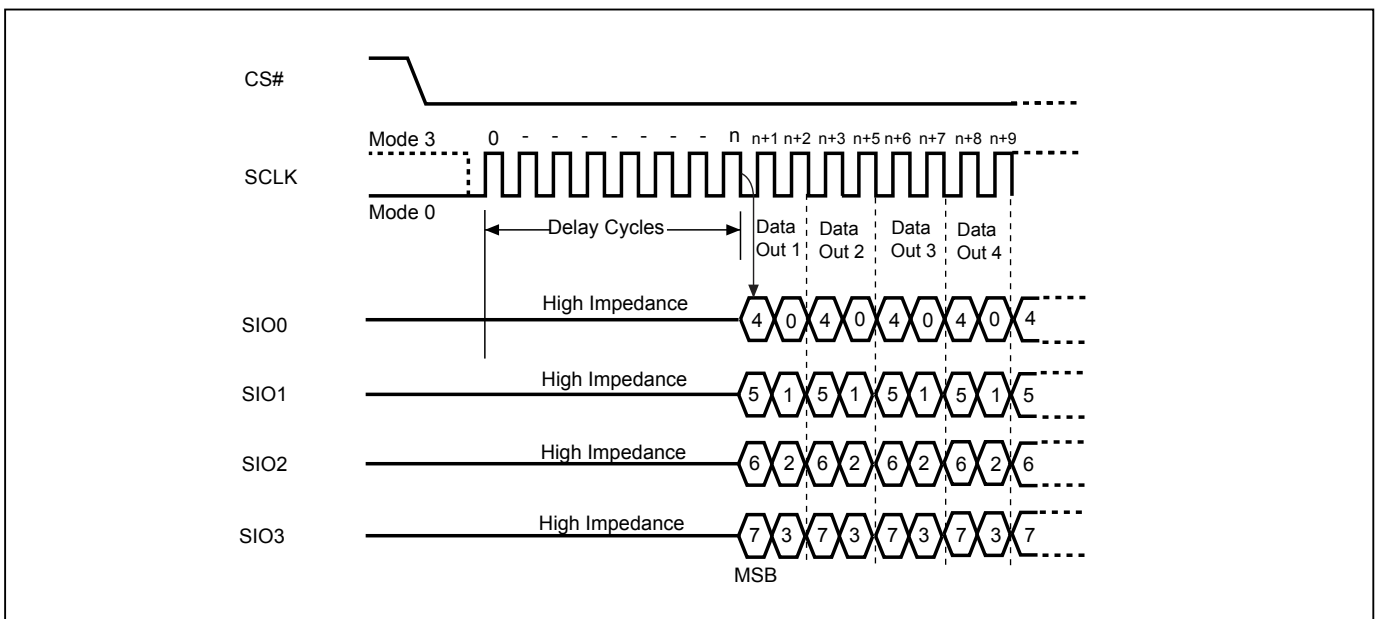 CS#
Mode 3 0 - - - - - - - n n+1 n+2 n+3 n+5 n+6 n+7 n+8 n+9
SCLK
Mode 0
Delay Cycles
Data Out 1
Data Out 2
Data Out 3
Data Out 4
High Impedance
SIO0 4 0 4 0 4 0 4 0 4
High Impedance
SIO1 5 1 5 1 5 1 5 1 5
High Impedance
SIO2 6 2 6 2 6 2 6 2 6
High Impedance
SIO3 7 3 7 3 7 3 7 3 7
MSB